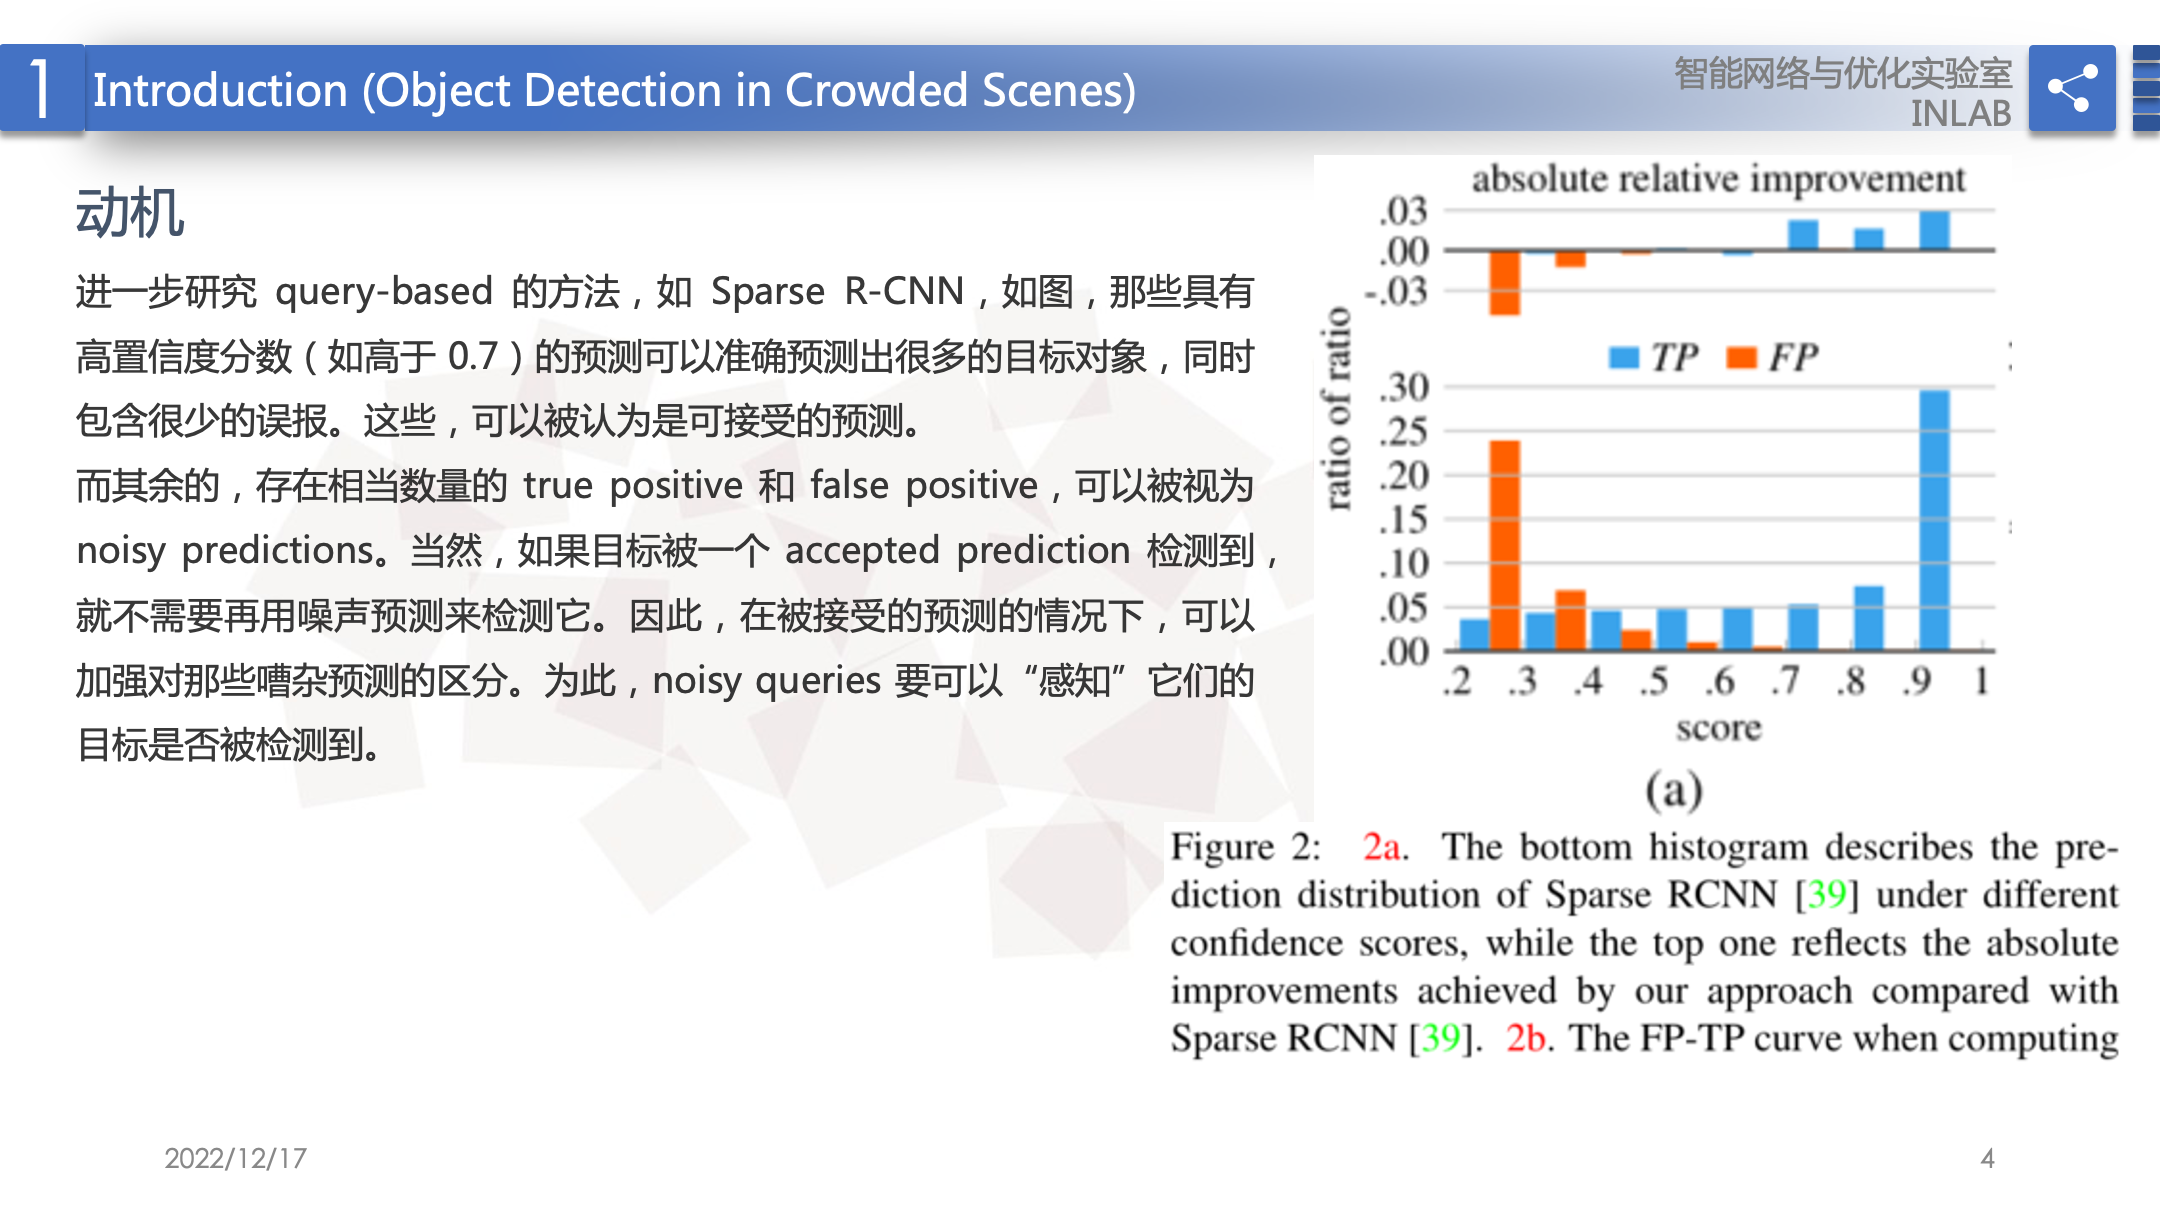 1
Introduction (Object Detection in Crowded Scenes)
智能网络与优化实验室
INLAB
动机
进一步研究 query-based 的方法，如 Sparse R-CNN，如图，那些具有
高置信度分数（如高于 0.7）的预测可以准确预测出很多的目标对象，同时
包含很少的误报。这些，可以被认为是可接受的预测。
而其余的，存在相当数量的 true positive 和 false positive，可以被视为
noisy predictions。当然，如果目标被一个 accepted prediction 检测到，
就不需要再用噪声预测来检测它。因此，在被接受的预测的情况下，可以
加强对那些嘈杂预测的区分。为此，noisy queries 要可以“感知”它们的
目标是否被检测到。
absolute relative improvement
.03
.00
-.03
ratio of ratio
TP FP
.30
.25
.20
.15
.10
.05
.00
.2 .3 .4 .5 .6 .7 .8 .9 1
score
(a)
Figure 2: 2a. The bottom histogram describes the pre-
diction distribution of Sparse RCNN [39] under different
confidence scores, while the top one reflects the absolute
improvements achieved by our approach compared with
Sparse RCNN [39]. 2b. The FP-TP curve when computing
2022/12/17
4